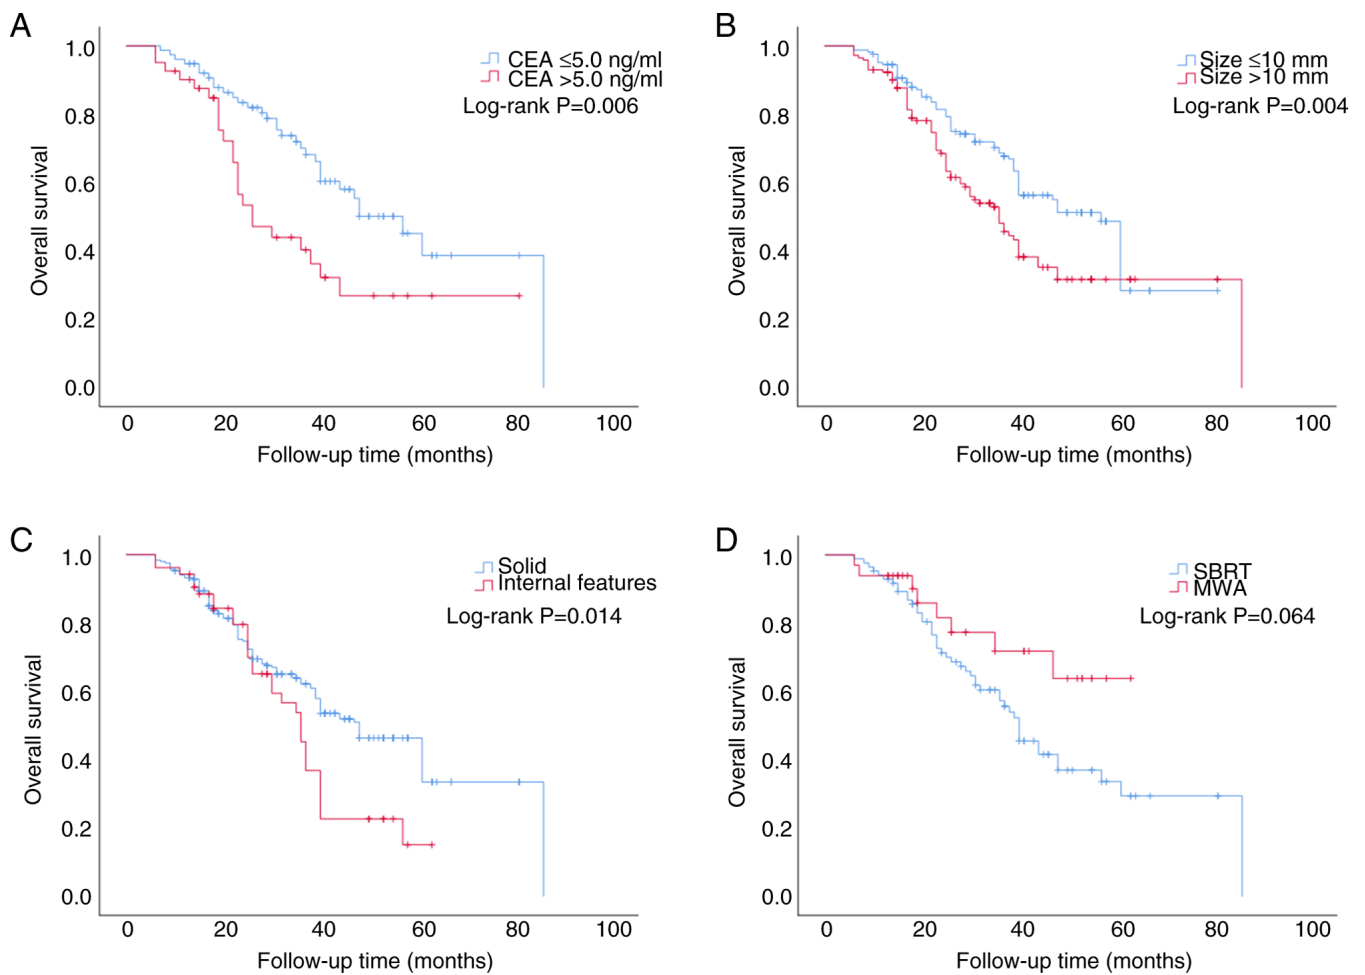 A
1.0
0.8
0.6
0.4
0.2
0.0
Overall survival
CEA ≤5.0 ng/ml
CEA >5.0 ng/ml
Log-rank P=0.006
0 20 40 60 80 100
Follow-up time (months)
B
1.0
0.8
0.6
0.4
0.2
0.0
Overall survival
Size ≤10 mm
Size >10 mm
Log-rank P=0.004
0 20 40 60 80 100
Follow-up time (months)
C
1.0
0.8
0.6
0.4
0.2
0.0
Overall survival
Solid
Internal features
Log-rank P=0.014
0 20 40 60 80 100
Follow-up time (months)
D
1.0
0.8
0.6
0.4
0.2
0.0
Overall survival
SBRT
MWA
Log-rank P=0.064
0 20 40 60 80 100
Follow-up time (months)